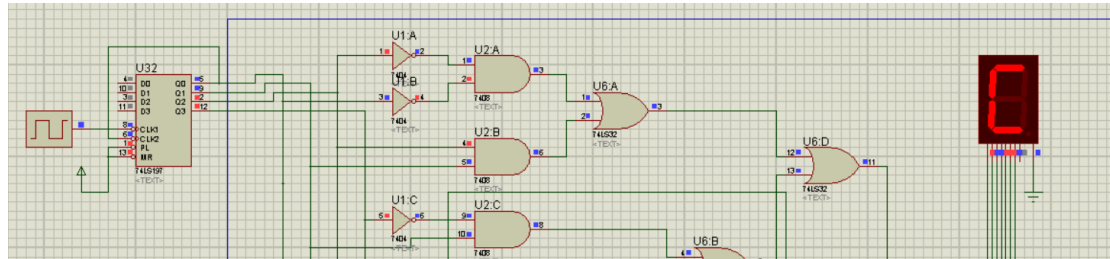 U1:A
1 2
7404
<TEXT>
U2:A
1
2
3
7408
<TEXT>
U32
4 D0 Q0 5
10 D1 Q1 9
3 D2 Q2 2
11 D3 Q3 12
8 CLK1
6 CLK2
1 PL
13 MR
74LS197
<TEXT>
U1:B
3 4
7404
<TEXT>
U6:A
1
2
3
74LS32
<TEXT>
U2:B
4
5
6
7408
<TEXT>
U6:D
12
13
11
74LS32
<TEXT>
U1:C
5 6
7404
<TEXT>
U2:C
9
10
8
7408
U6:B
4